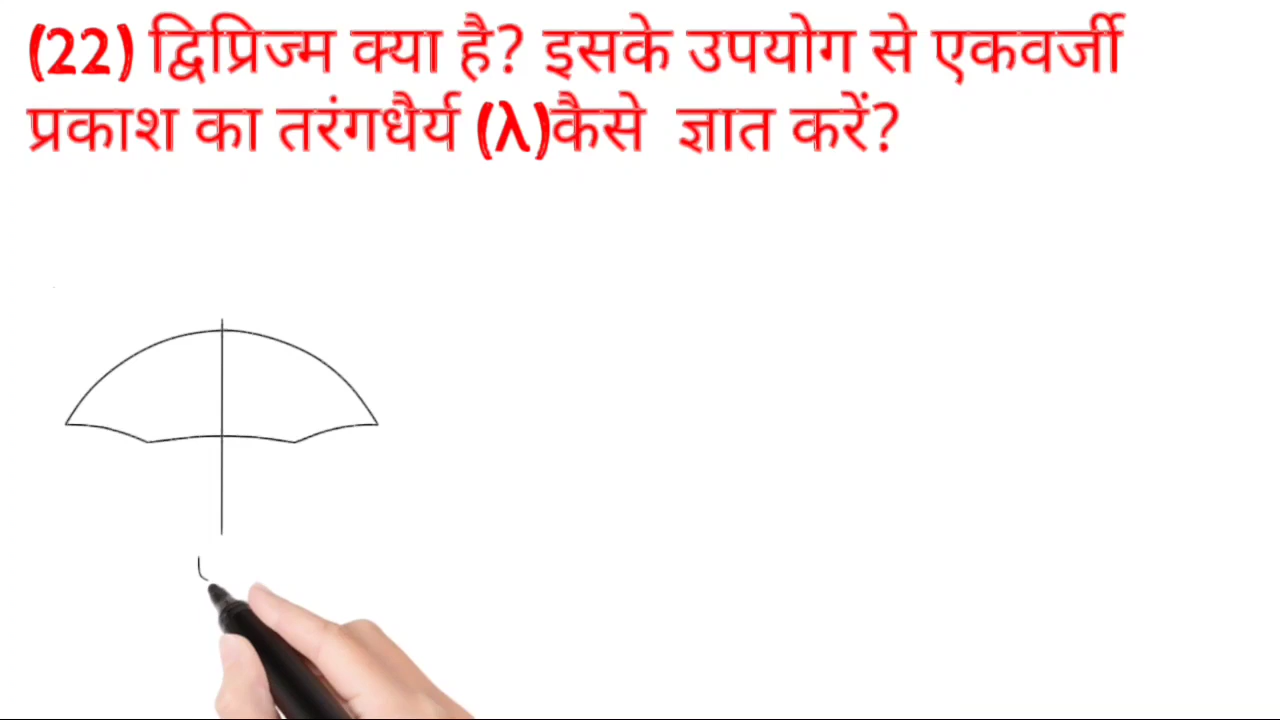 (22) द्विप्रिज्म क्या है? इसके उपयोग से एकवर्जी
प्रकाश का तरंगधैर्य (λ)कैसे ज्ञात करें?